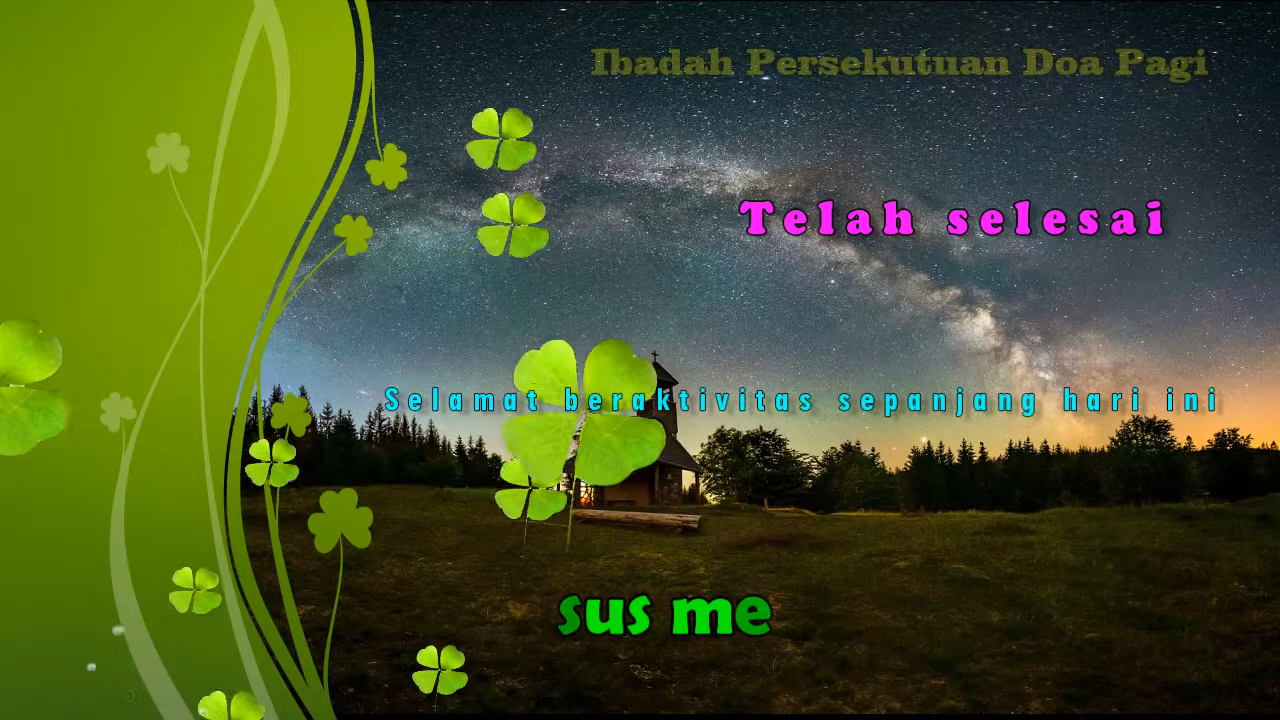 Ibadah Persekutuan Doa Pagi
Telah selesai
Selamat beraktivitas sepanjang hari ini
sus me